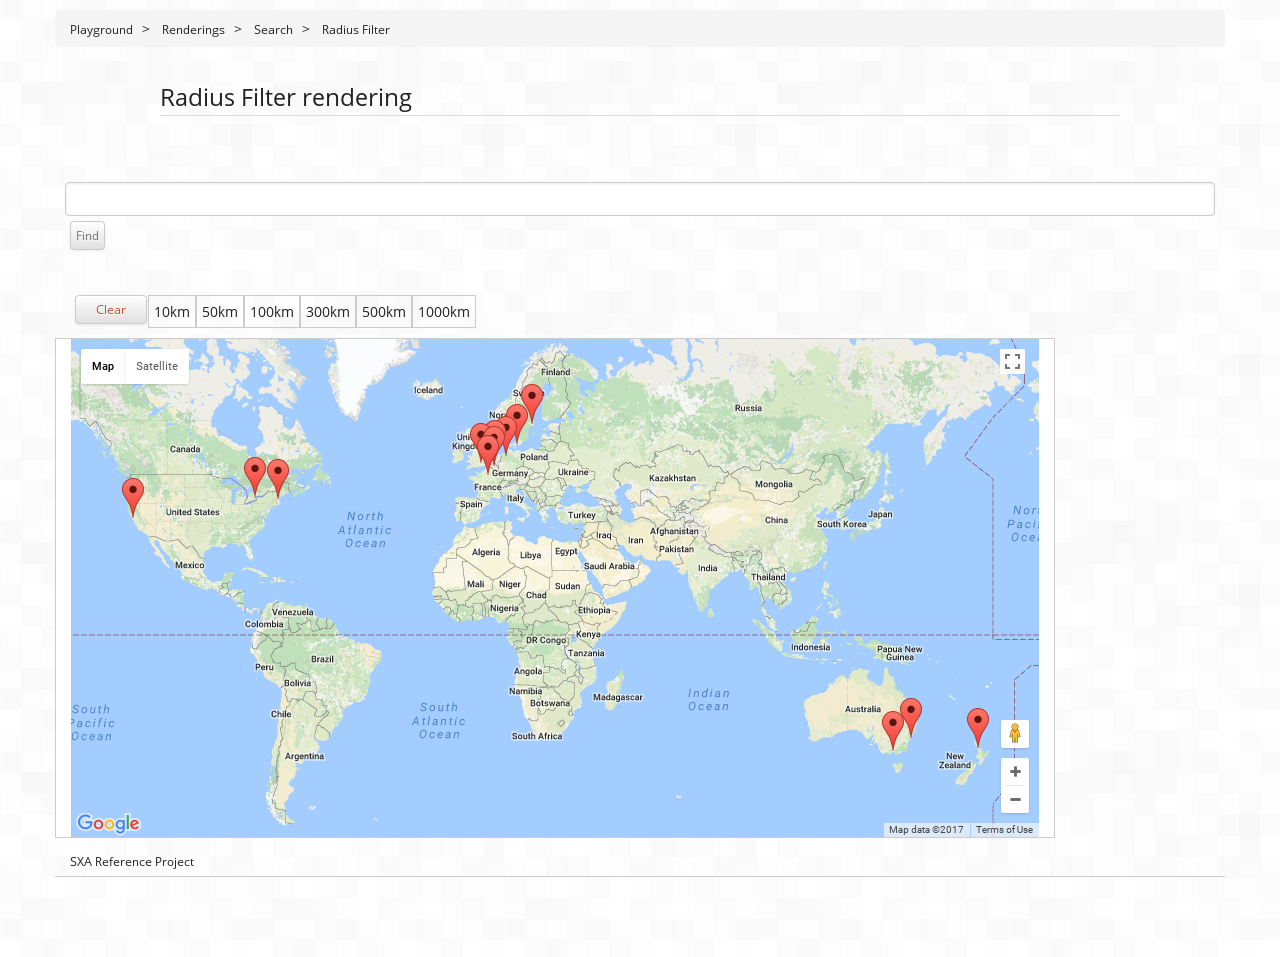 Playground > Renderings > Search > Radius Filter
Radius Filter rendering
Find
Clear 10km 50km 100km 300km 500km 1000km
Map Satellite
Finland
Iceland
Russia
Canada
Poland
Germany
Ukraine
Kazakhstan
Mongolia
France
Italy
Spain
United States
Turkey
China
South Korea
Japan
North
Atlantic
Ocean
Iraq
Iran
Afghanistan
Pakistan
Algeria
Libya
Egypt
Saudi Arabia
Mexico
India
Thailand
Mali
Niger
Chad
Sudan
Nigeria
Ethiopia
Venezuela
Colombia
DR Congo
Kenya
Tanzania
Indonesia
Papua New
Guinea
Peru
Brazil
Bolivia
Angola
Namibia
Botswana
Madagascar
Indian
Ocean
South
Atlantic
Ocean
South
Pacific
Ocean
Chile
South Africa
Australia
Argentina
New
Zealand
Google
Map data ©2017 Terms of Use
SXA Reference Project